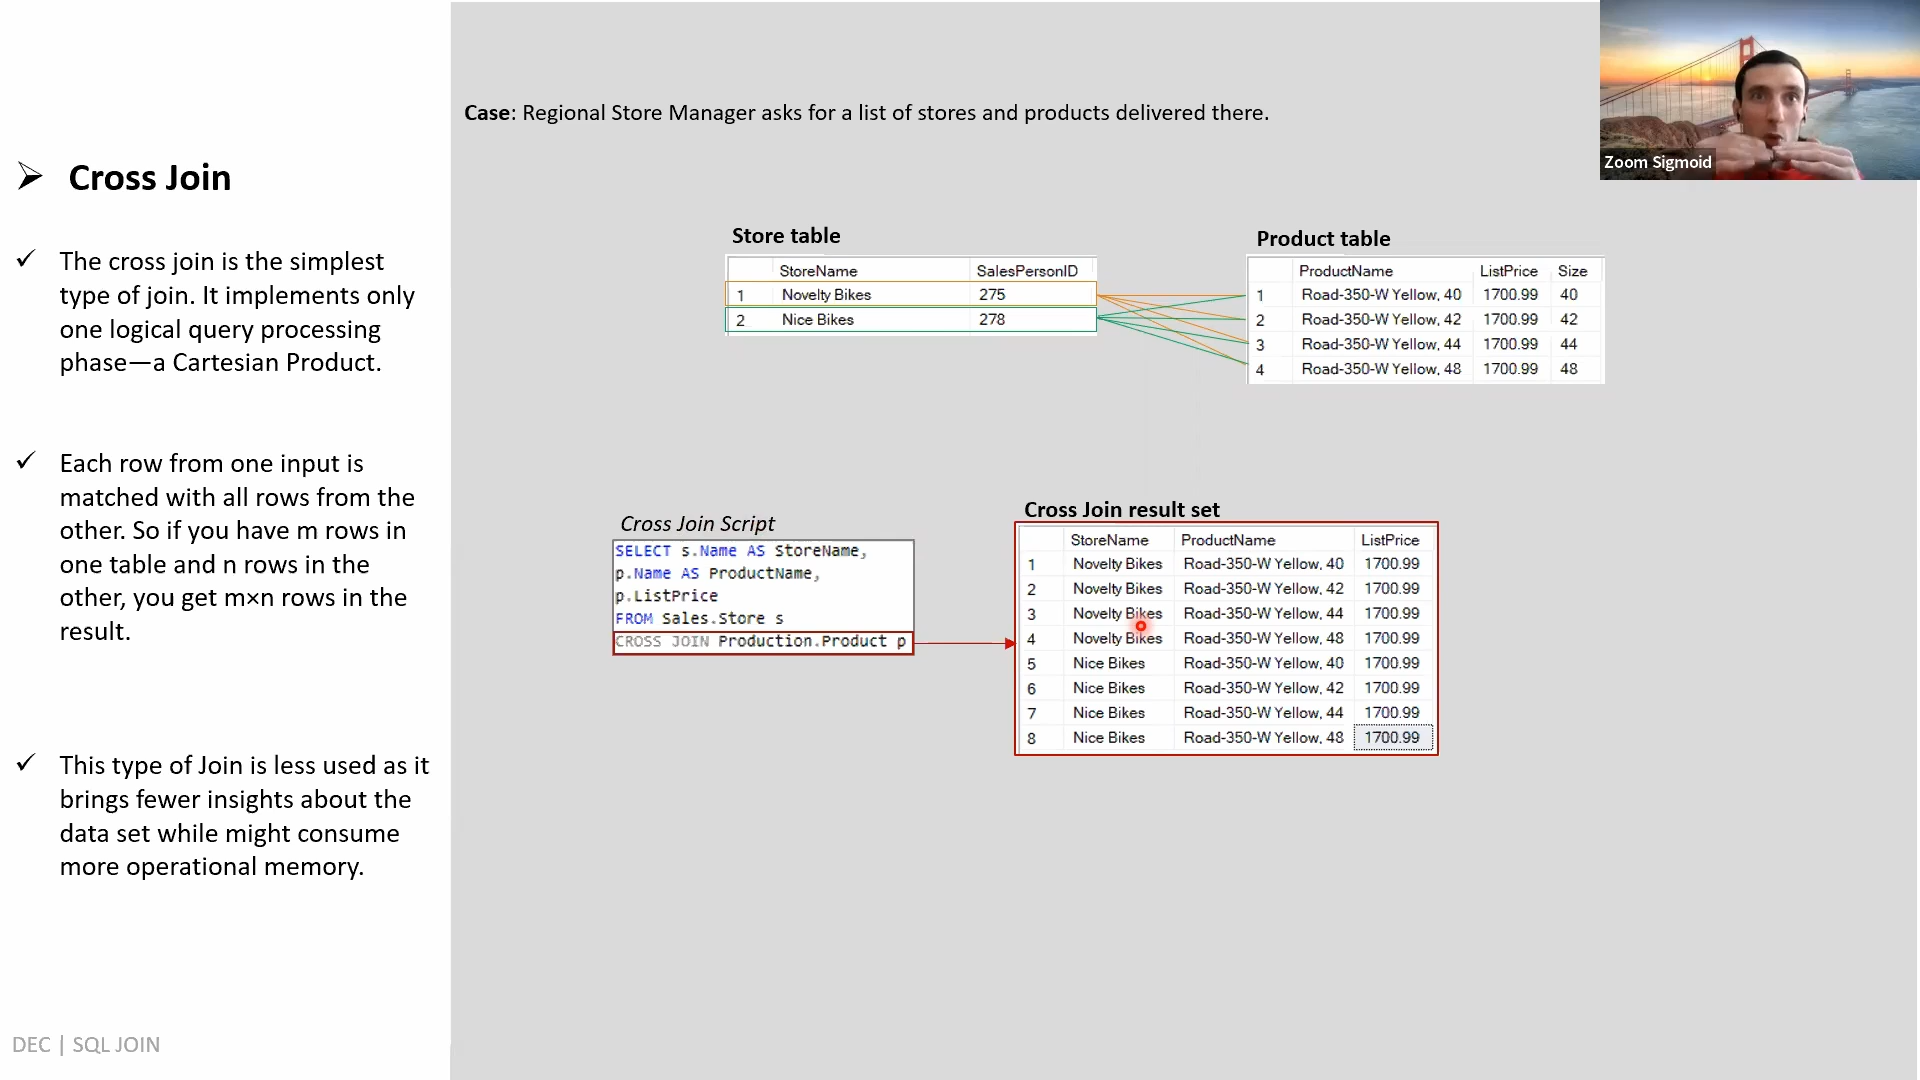 Case: Regional Store Manager asks for a list of stores and products delivered there.
Zoom Sigmoid
Cross Join
The cross join is the simplest
type of join. It implements only
one logical query processing
phase—a Cartesian Product.
Each row from one input is
matched with all rows from the
other. So if you have m rows in
one table and n rows in the
other, you get m×n rows in the
result.
This type of Join is less used as it
brings fewer insights about the
data set while might consume
more operational memory.
Store table
StoreName SalesPersonID
1 Novelty Bikes 275
2 Nice Bikes 278
Product table
ProductName ListPrice Size
1 Road-350-W Yellow, 40 1700.99 40
2 Road-350-W Yellow, 42 1700.99 42
3 Road-350-W Yellow, 44 1700.99 44
4 Road-350-W Yellow, 48 1700.99 48
Cross Join Script
SELECT s.Name AS StoreName,
p.Name AS ProductName,
p.ListPrice
FROM Sales.Store s
CROSS JOIN Production.Product p
Cross Join result set
StoreName ProductName ListPrice
1 Novelty Bikes Road-350-W Yellow, 40 1700.99
2 Novelty Bikes Road-350-W Yellow, 42 1700.99
3 Novelty Bikes Road-350-W Yellow, 44 1700.99
4 Novelty Bikes Road-350-W Yellow, 48 1700.99
5 Nice Bikes Road-350-W Yellow, 40 1700.99
6 Nice Bikes Road-350-W Yellow, 42 1700.99
7 Nice Bikes Road-350-W Yellow, 44 1700.99
8 Nice Bikes Road-350-W Yellow, 48 1700.99
DEC | SQL JOIN